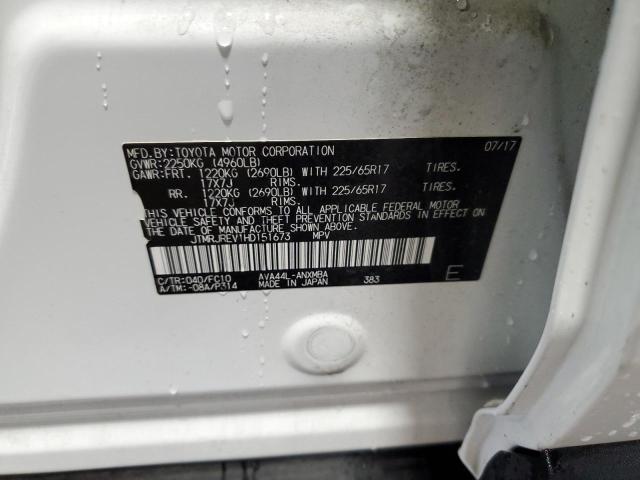 MFD.BY:TOYOTA MOTOR CORPORATION 07/17
GVWR:2250KG (4960LB)
GAWR:FRT. 1220KG (2690LB) WITH 225/65R17 TIRES.
17X7J RIMS.
RR. 1220KG (2690LB) WITH 225/65R17 TIRES.
17X7J RIMS.
THIS VEHICLE CONFORMS TO ALL APPLICABLE FEDERAL MOTOR
VEHICLE SAFETY AND THEFT PREVENTION STANDARDS IN EFFECT ON
THE DATE OF MANUFACTURE SHOWN ABOVE.
JTMRJREV1HD151673 MPV
C/TR:040/FC10 AVA44L-ANXMBA
A/TM:-08A/P314 MADE IN JAPAN 383 E